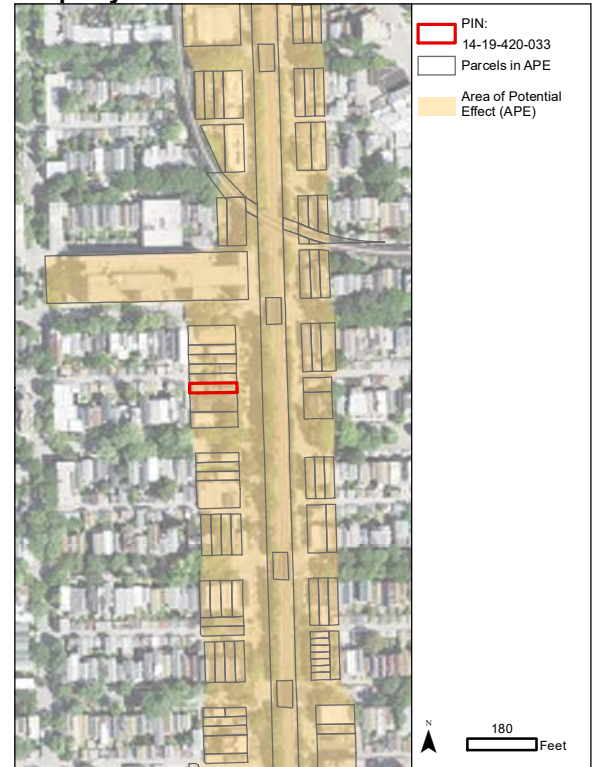 PIN:
14-19-420-033
Parcels in APE
Area of Potential
Effect (APE)
N
180
Feet